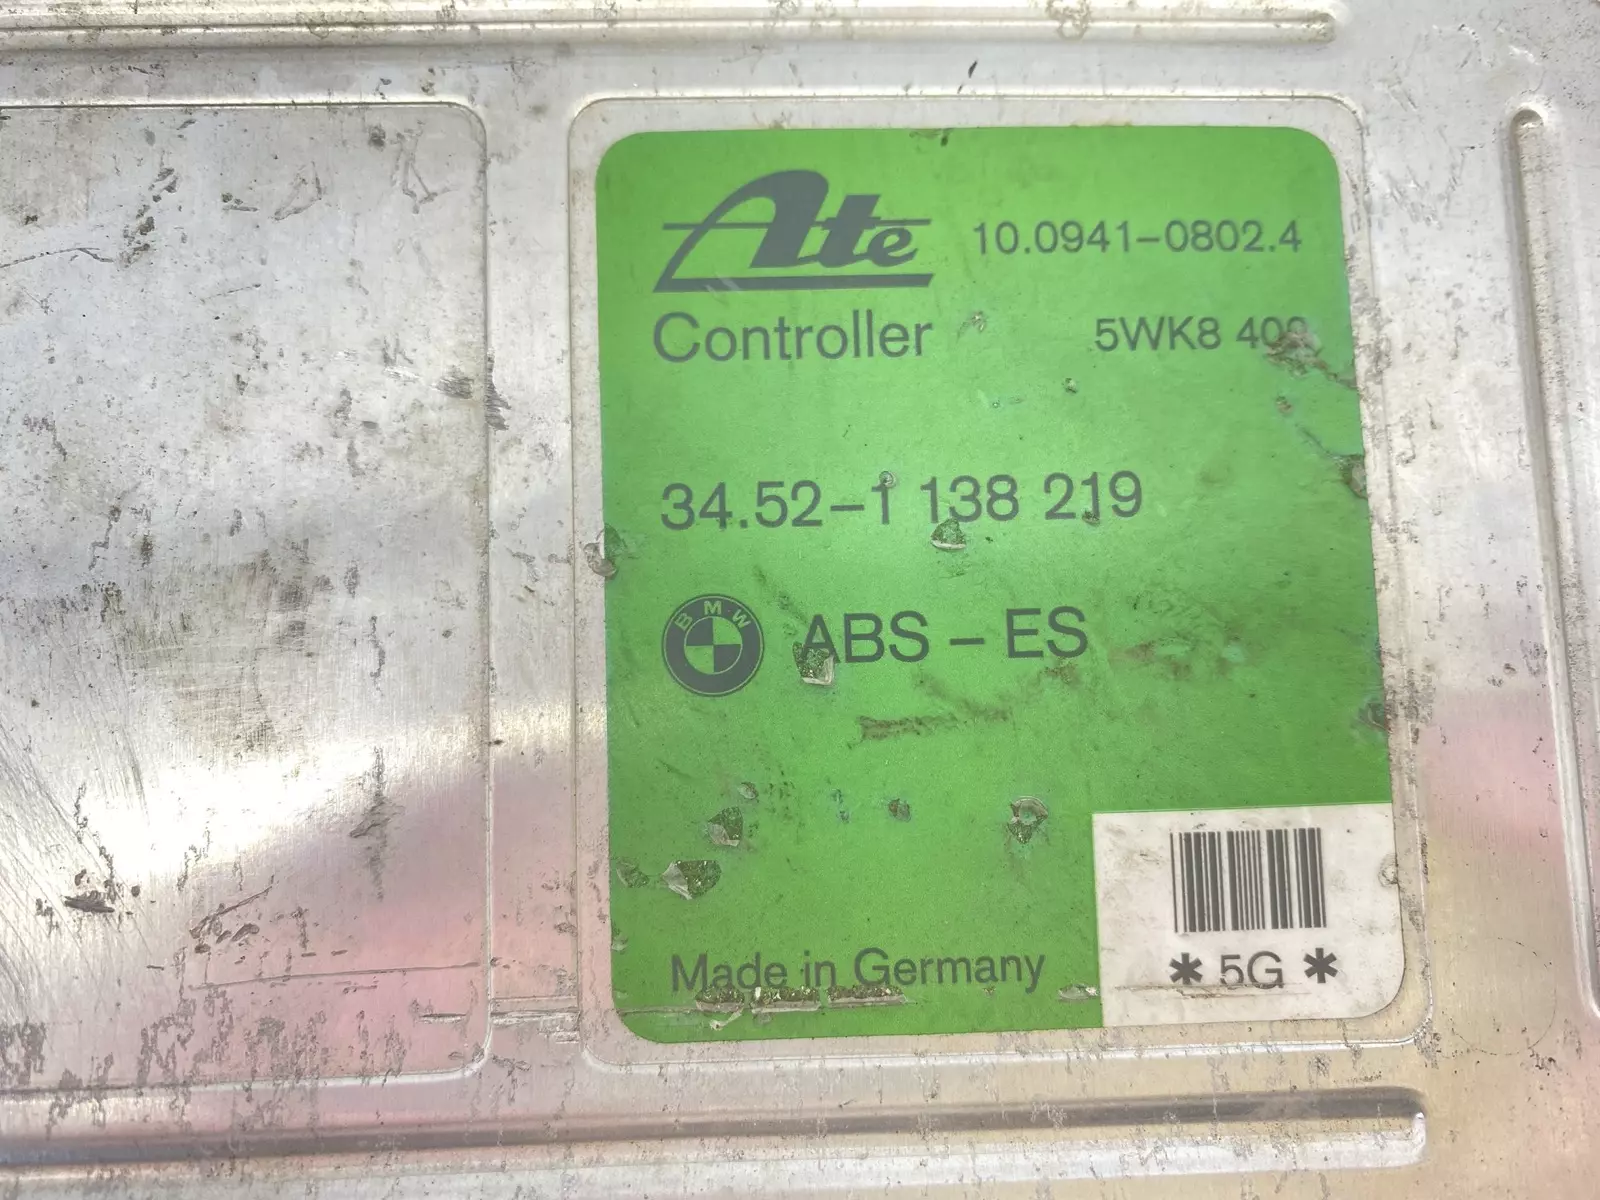 Ate 10.0941-0802.4
Controller 5WK8 409
34.52-1 138 219
BMW ABS - ES
Made in Germany
* 5G *